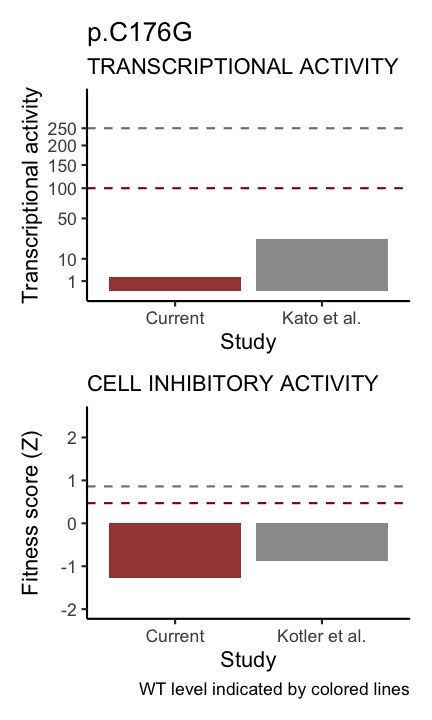 p.C176G
TRANSCRIPTIONAL ACTIVITY
Transcriptional activity
250
200
150
100
50
10
1
Current
Kato et al.
Study
CELL INHIBITORY ACTIVITY
Fitness score (Z)
2
1
0
-1
-2
Current
Kotler et al.
Study
WT level indicated by colored lines